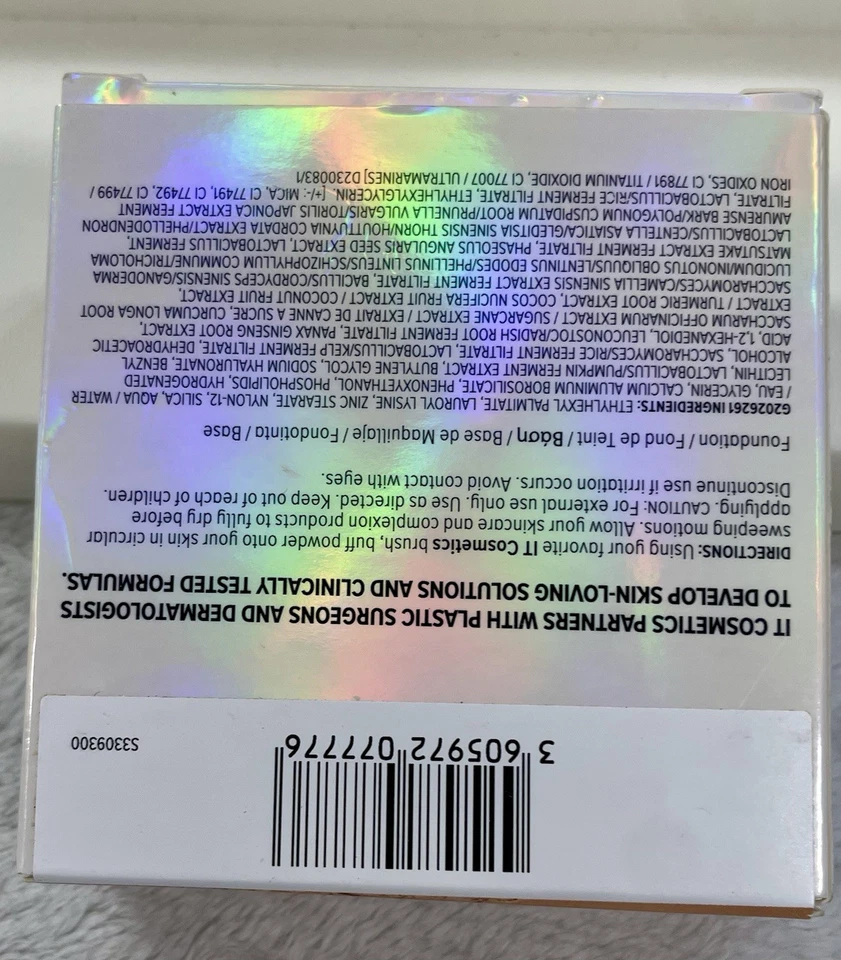 S3309300
3 605972 077776
IT COSMETICS PARTNERS WITH PLASTIC SURGEONS AND DERMATOLOGISTS
TO DEVELOP SKIN-LOVING SOLUTIONS AND CLINICALLY TESTED FORMULAS.
DIRECTIONS: Using your favorite IT Cosmetics brush, buff powder onto your skin in circular
sweeping motions. Allow your skincare and complexion products to fully dry before
applying. CAUTION: For external use only. Use as directed. Keep out of reach of children.
Discontinue use if irritation occurs. Avoid contact with eyes.
Foundation / Fond de Teint / Βάση / Base de Maquillaje / Fondotinta / Base
G2026261 INGREDIENTS: ETHYLHEXYL PALMITATE, LAUROYL LYSINE, ZINC STEARATE, NYLON-12, SILICA, AQUA / WATER
/ EAU, GLYCERIN, CALCIUM ALUMINUM BOROSILICATE, PHENOXYETHANOL, PHOSPHOLIPIDS, HYDROGENATED
LECITHIN, LACTOBACILLUS/PUMPKIN FERMENT EXTRACT, BUTYLENE GLYCOL, SODIUM HYALURONATE, BENZYL
ALCOHOL, SACCHAROMYCES/RICE FERMENT FILTRATE, LACTOBACILLUS/KELP FERMENT FILTRATE, DEHYDROACETIC
ACID, 1,2-HEXANEDIOL, LEUCONOSTOC/RADISH ROOT FERMENT FILTRATE, PANAX GINSENG ROOT EXTRACT,
SACCHARUM OFFICINARUM EXTRACT / SUGARCANE EXTRACT / EXTRAIT DE CANNE A SUCRE, CURCUMA LONGA ROOT
EXTRACT / TURMERIC ROOT EXTRACT, COCOS NUCIFERA FRUIT EXTRACT / COCONUT FRUIT EXTRACT,
SACCHAROMYCES/CAMELLIA SINENSIS EXTRACT FERMENT FILTRATE, BACILLUS/CORDYCEPS SINENSIS/GANODERMA
LUCIDUM/INONOTUS OBLIQUUS/LENTINUS EDODES/PHELLINUS LINTEUS/SCHIZOPHYLLUM COMMUNE/TRICHOLOMA
MATSUTAKE EXTRACT FERMENT FILTRATE, PHASEOLUS ANGULARIS SEED EXTRACT, LACTOBACILLUS FERMENT,
LACTOBACILLUS/CENTELLA ASIATICA/GLEDITSIA SINENSIS THORN/HOUTTUYNIA CORDATA EXTRACT/PHELLODENDRON
AMURENSE BARK/POLYGONUM CUSPIDATUM ROOT/PRUNELLA VULGARIS/TORILIS JAPONICA EXTRACT FERMENT
FILTRATE, LACTOBACILLUS/RICE FERMENT FILTRATE, ETHYLHEXYLGLYCERIN. [+/-: MICA, CI 77491, CI 77492, CI 77499 /
IRON OXIDES, CI 77891 / TITANIUM DIOXIDE, CI 77007 / ULTRAMARINES] D230083/1